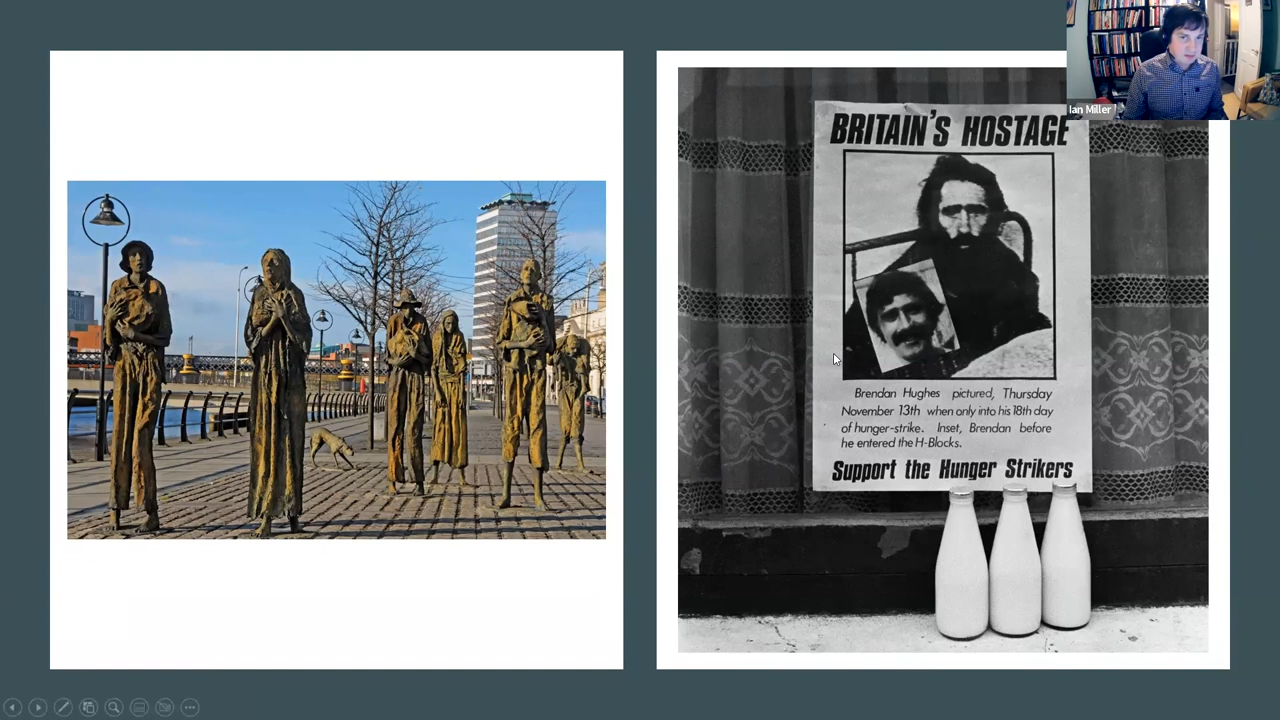 Ian Miller
BRITAIN'S HOSTAGE
Brendan Hughes pictured, Thursday
November 13th when only into his 18th day
of hunger-strike. Inset, Brendan before
he entered the H-Blocks.
Support the Hunger Strikers